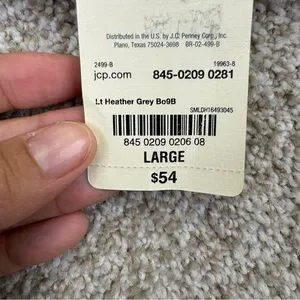 Distributed in the U.S. by J.C. Penney Corp., Inc.
Plano, Texas 75024-3698 BR-02-499-B
2499-B 19963-8
jcp.com 845-0209 0281
Lt Heather Grey Bo9B
SMLDH16493045
845 0209 0206 08
LARGE
$54